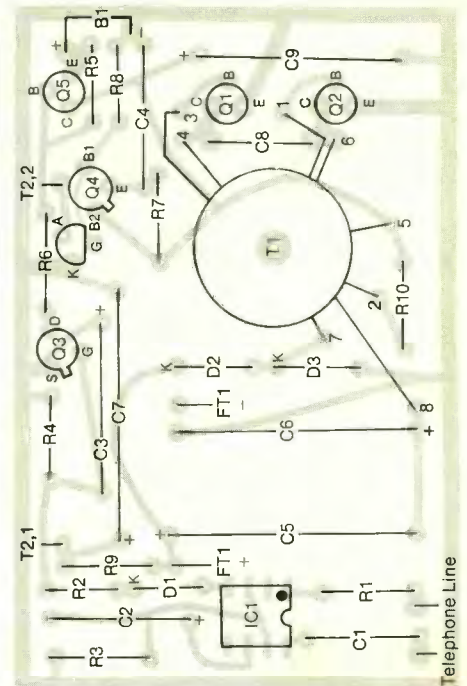 B1
+
−
B
Q5
E
C
R5
R8
C4
+
C9
B
Q1
C
E
3
4
C8
1
B
Q2
C
E
6
T2,2
B1
Q4
E
B2
A
G
K
R6
R7
T1
5
2
R10
7
8
D
Q3
S
G
+
R4
C3
C7
+
K
D2
K
D3
FT1
−
C6
+
T2,1
R9
+
C5
FT1
+
R2
K
D1
C2
+
R3
IC1
R1
C1
Telephone Line